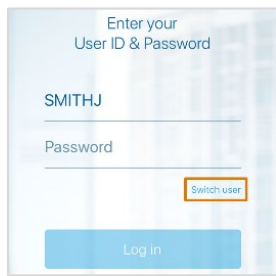 Enter your
User ID & Password
SMITHJ
Password
Switch user
Log in